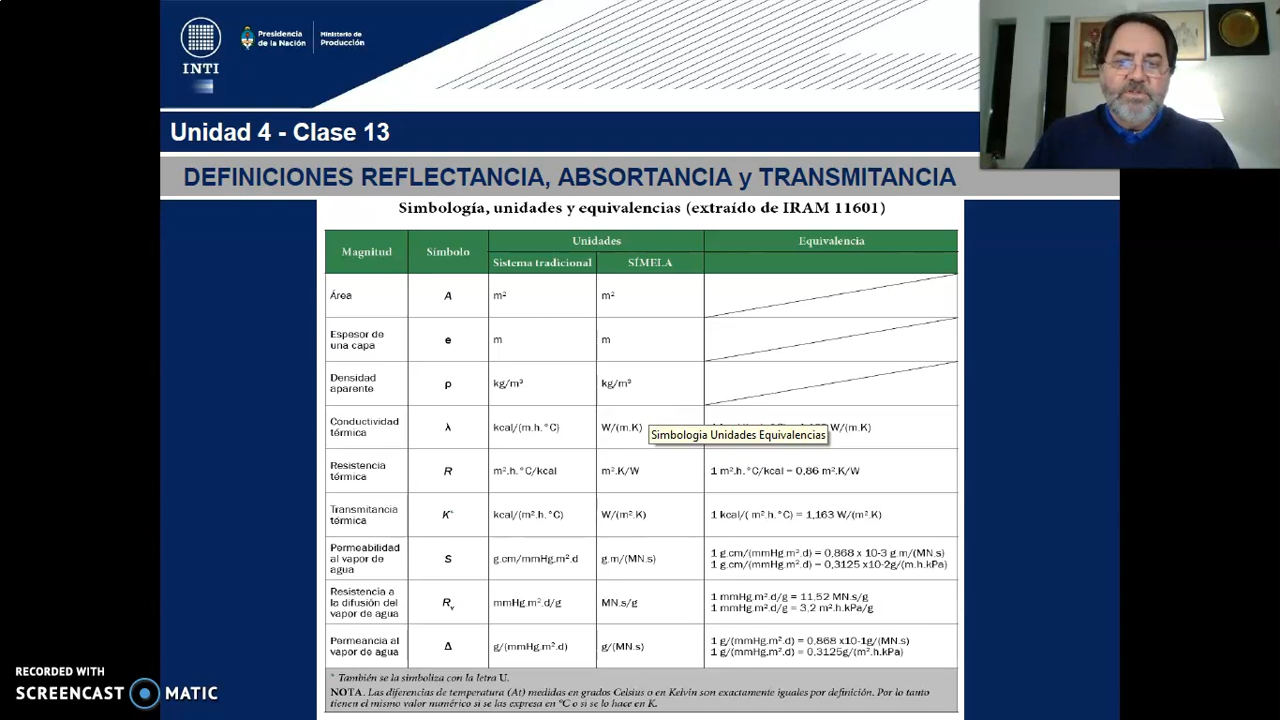 INTI
Presidencia
de la Nación
Ministerio de
Producción
Unidad 4 - Clase 13
DEFINICIONES REFLECTANCIA, ABSORTANCIA y TRANSMITANCIA
Simbología, unidades y equivalencias (extraído de IRAM 11601)
Magnitud Símbolo Unidades Equivalencia
Sistema tradicional SÍMELA
Área A m² m²
Espesor de
una capa e m m
Densidad
aparente ρ kg/m³ kg/m³
Conductividad
térmica λ kcal/(m.h.°C) W/(m.K) W/(m.K)
Simbologia Unidades Equivalencias
Resistencia
térmica R m².h.°C/kcal m².K/W 1 m².h.°C/kcal = 0,86 m².K/W
Transmitancia
térmica K* kcal/(m².h.°C) W/(m².K) 1 kcal/( m².h.°C) = 1,163 W/(m².K)
Permeabilidad
al vapor de
agua S g.cm/mmHg.m².d g.m/(MN.s) 1 g.cm/(mmHg.m².d) = 0,868 x 10-3 g.m/(MN.s)
1 g.cm/(mmHg.m².d) = 0,3125 x10-2g/(m.h.kPa)
Resistencia a
la difusión del
vapor de agua Rv mmHg.m².d/g MN.s/g 1 mmHg.m².d/g = 11,52 MN.s/g
1 mmHg.m².d/g = 3,2 m².h.kPa/g
Permeancia al
vapor de agua Δ g/(mmHg.m².d) g/(MN.s) 1 g/(mmHg.m².d) = 0,868 x10-1g/(MN.s)
1 g/(mmHg.m².d) = 0,3125g/(m².h.kPa)
* También se la simboliza con la letra U.
NOTA. Las diferencias de temperatura (At) medidas en grados Celsius o en Kelvin son exactamente iguales por definición. Por lo tanto
tienen el mismo valor numérico si se las expresa en °C o si se lo hace en K.
RECORDED WITH
SCREENCAST MATIC